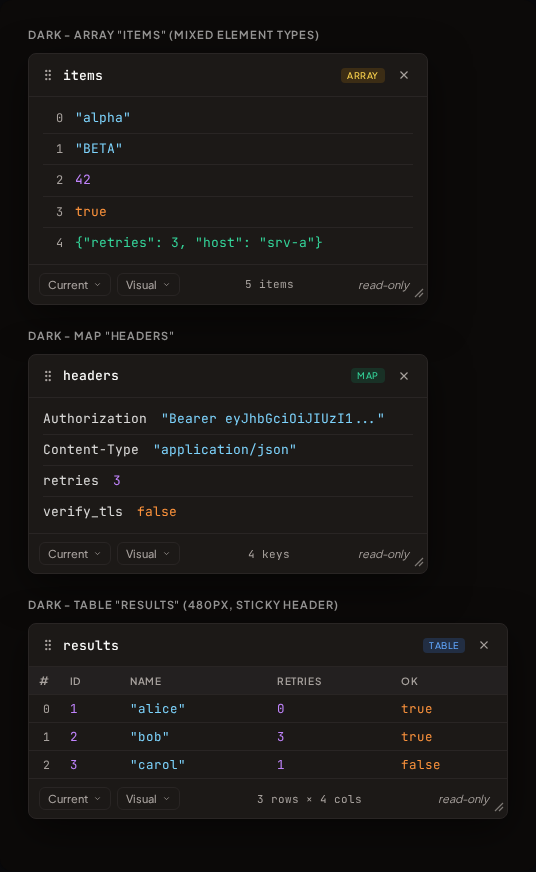 DARK – ARRAY "ITEMS" (MIXED ELEMENT TYPES)
items ARRAY ×
0 "alpha"
1 "BETA"
2 42
3 true
4 {"retries": 3, "host": "srv-a"}
Current Visual 5 items read-only
DARK – MAP "HEADERS"
headers MAP ×
Authorization "Bearer eyJhbGciOiJIUzI1..."
Content-Type "application/json"
retries 3
verify_tls false
Current Visual 4 keys read-only
DARK – TABLE "RESULTS" (480PX, STICKY HEADER)
results TABLE ×
# ID NAME RETRIES OK
0 1 "alice" 0 true
1 2 "bob" 3 true
2 3 "carol" 1 false
Current Visual 3 rows × 4 cols read-only